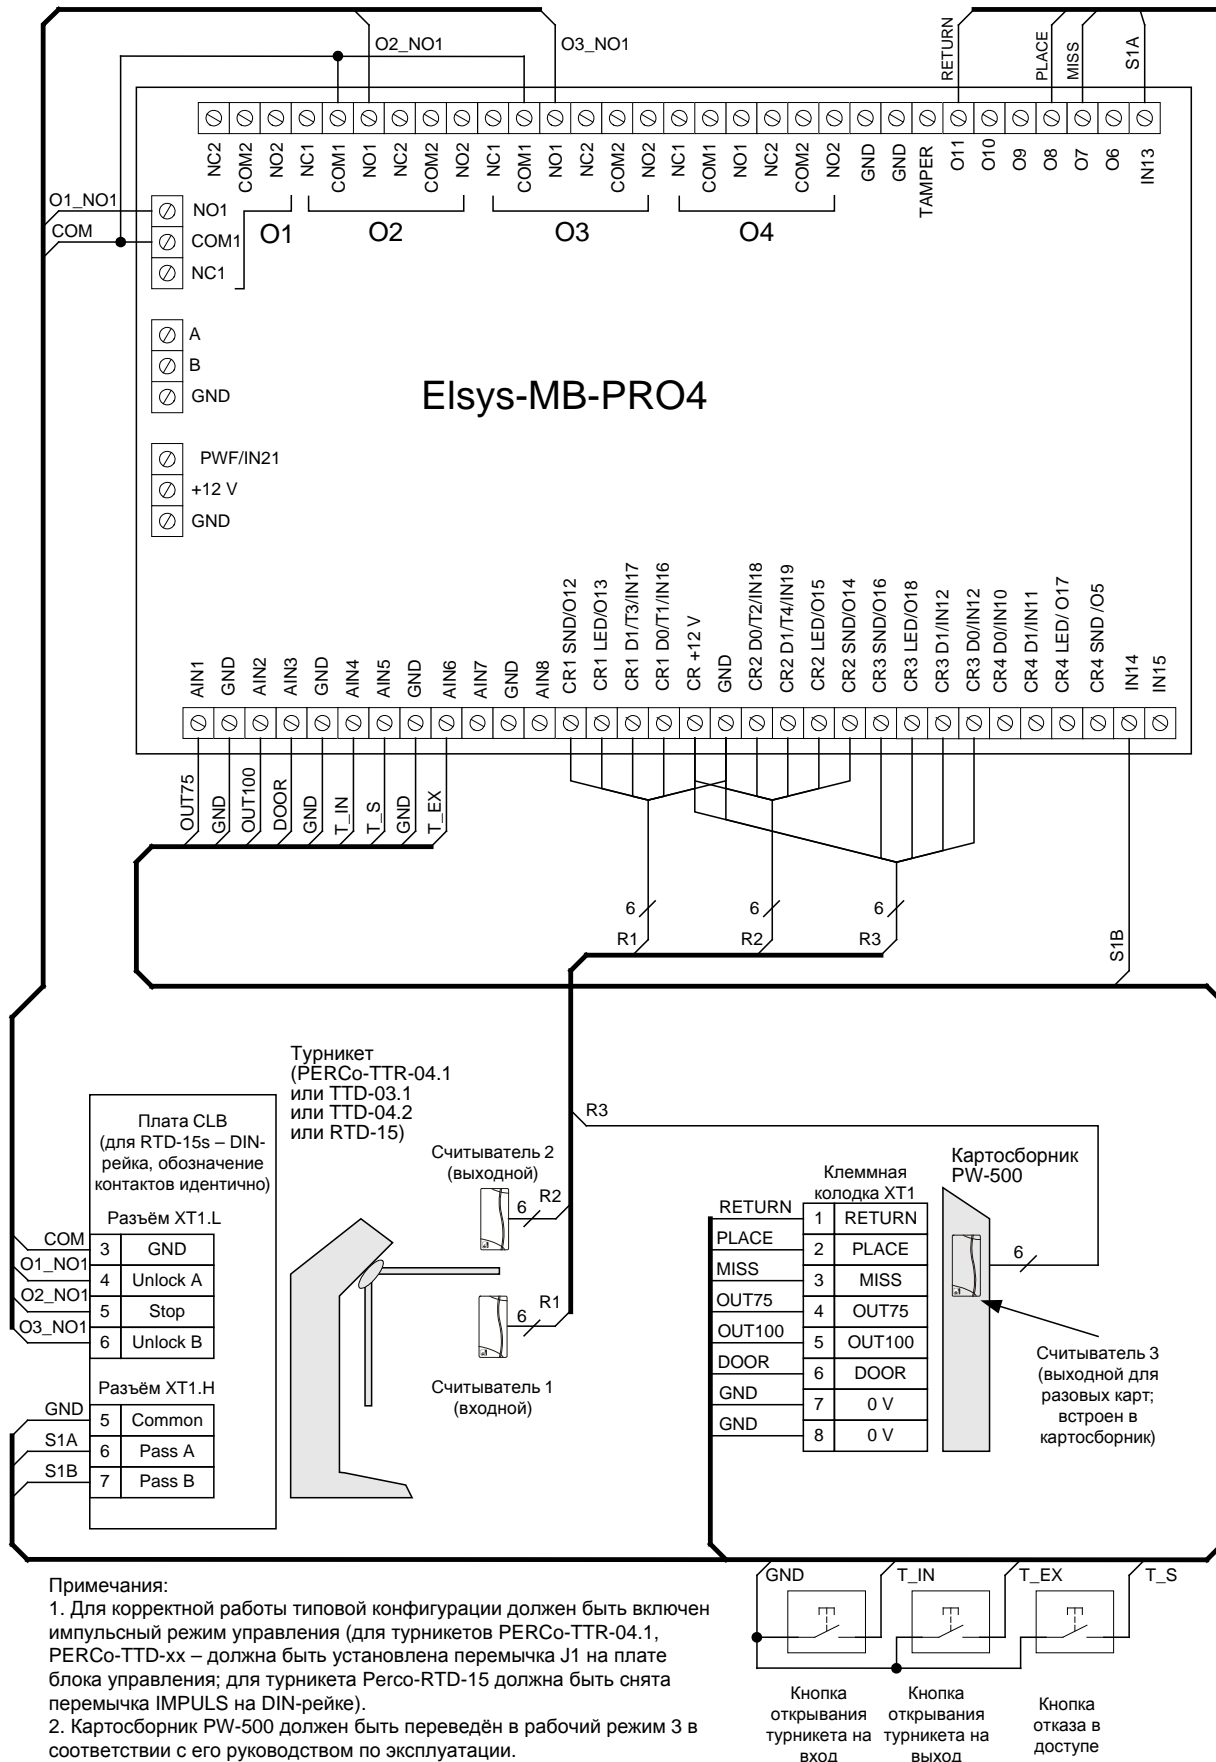 O2_NO1
O3_NO1
RETURN
PLACE
MISS
S1A
NC2
COM2
NO2
NC1
COM1
NO1
NC2
COM2
NO2
NC1
COM1
NO1
NC2
COM2
NO2
NC1
COM1
NO1
NC2
COM2
NO2
GND
GND
TAMPER
O11
O10
O9
O8
O7
O6
IN13
O1_NO1
NO1
COM
COM1
NC1
O1
O2
O3
O4
A
B
GND
Elsys-MB-PRO4
PWF/IN21
+12 V
GND
AIN1
GND
AIN2
AIN3
GND
AIN4
AIN5
GND
AIN6
AIN7
GND
AIN8
CR1 SND/O12
CR1 LED/O13
CR1 D1/T3/IN17
CR1 D0/T1/IN16
CR +12 V
GND
CR2 D0/T2/IN18
CR2 D1/T4/IN19
CR2 LED/O15
CR2 SND/O14
CR3 SND/O16
CR3 LED/O18
CR3 D1/IN12
CR3 D0/IN12
CR4 D0/IN10
CR4 D1/IN11
CR4 LED/ O17
CR4 SND /O5
IN14
IN15
OUT75
GND
OUT100
DOOR
GND
T_IN
T_S
GND
T_EX
6
6
6
R1
R2
R3
S1B
Турникет
(PERCo-TTR-04.1
или TTD-03.1
или TTD-04.2
или RTD-15)
Плата CLB
(для RTD-15s – DIN-
рейка, обозначение
контактов идентично)
Разъём XT1.L
COM
3 GND
O1_NO1
4 Unlock A
O2_NO1
5 Stop
O3_NO1
6 Unlock B
Разъём XT1.H
GND
5 Common
S1A
6 Pass A
S1B
7 Pass B
Считыватель 2
(выходной)
6
R2
6
R1
Считыватель 1
(входной)
R3
Клеммная
колодка XT1
RETURN
1 RETURN
PLACE
2 PLACE
MISS
3 MISS
OUT75
4 OUT75
OUT100
5 OUT100
DOOR
6 DOOR
GND
7 0 V
GND
8 0 V
Картосборник
PW-500
6
Считыватель 3
(выходной для
разовых карт;
встроен в
картосборник)
GND
T_IN
T_EX
T_S
Кнопка
открывания
турникета на
вход
Кнопка
открывания
турникета на
выход
Кнопка
отказа в
доступе
Примечания:
1. Для корректной работы типовой конфигурации должен быть включен
импульсный режим управления (для турникетов PERCo-TTR-04.1,
PERCo-TTD-xx – должна быть установлена перемычка J1 на плате
блока управления; для турникета Perco-RTD-15 должна быть снята
перемычка IMPULS на DIN-рейке).
2. Картосборник PW-500 должен быть переведён в рабочий режим 3 в
соответствии с его руководством по эксплуатации.